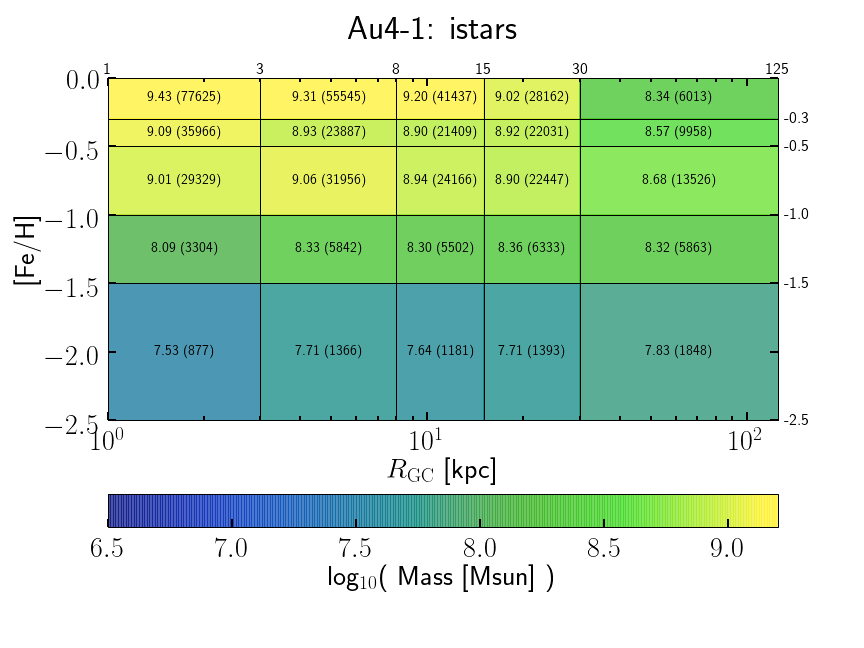 Au4-1: istars
1 3 8 15 30 125
0.0 9.43 (77625) 9.31 (55545) 9.20 (41437) 9.02 (28162) 8.34 (6013)
-0.3
9.09 (35966) 8.93 (23887) 8.90 (21409) 8.92 (22031) 8.57 (9958)
−0.5 -0.5
9.01 (29329) 9.06 (31956) 8.94 (24166) 8.90 (22447) 8.68 (13526)
−1.0 -1.0
[Fe/H]
8.09 (3304) 8.33 (5842) 8.30 (5502) 8.36 (6333) 8.32 (5863)
−1.5 -1.5
−2.0 7.53 (877) 7.71 (1366) 7.64 (1181) 7.71 (1393) 7.83 (1848)
−2.5 -2.5
10⁰ 10¹ 10²
R_GC [kpc]
6.5 7.0 7.5 8.0 8.5 9.0
log₁₀( Mass [Msun] )